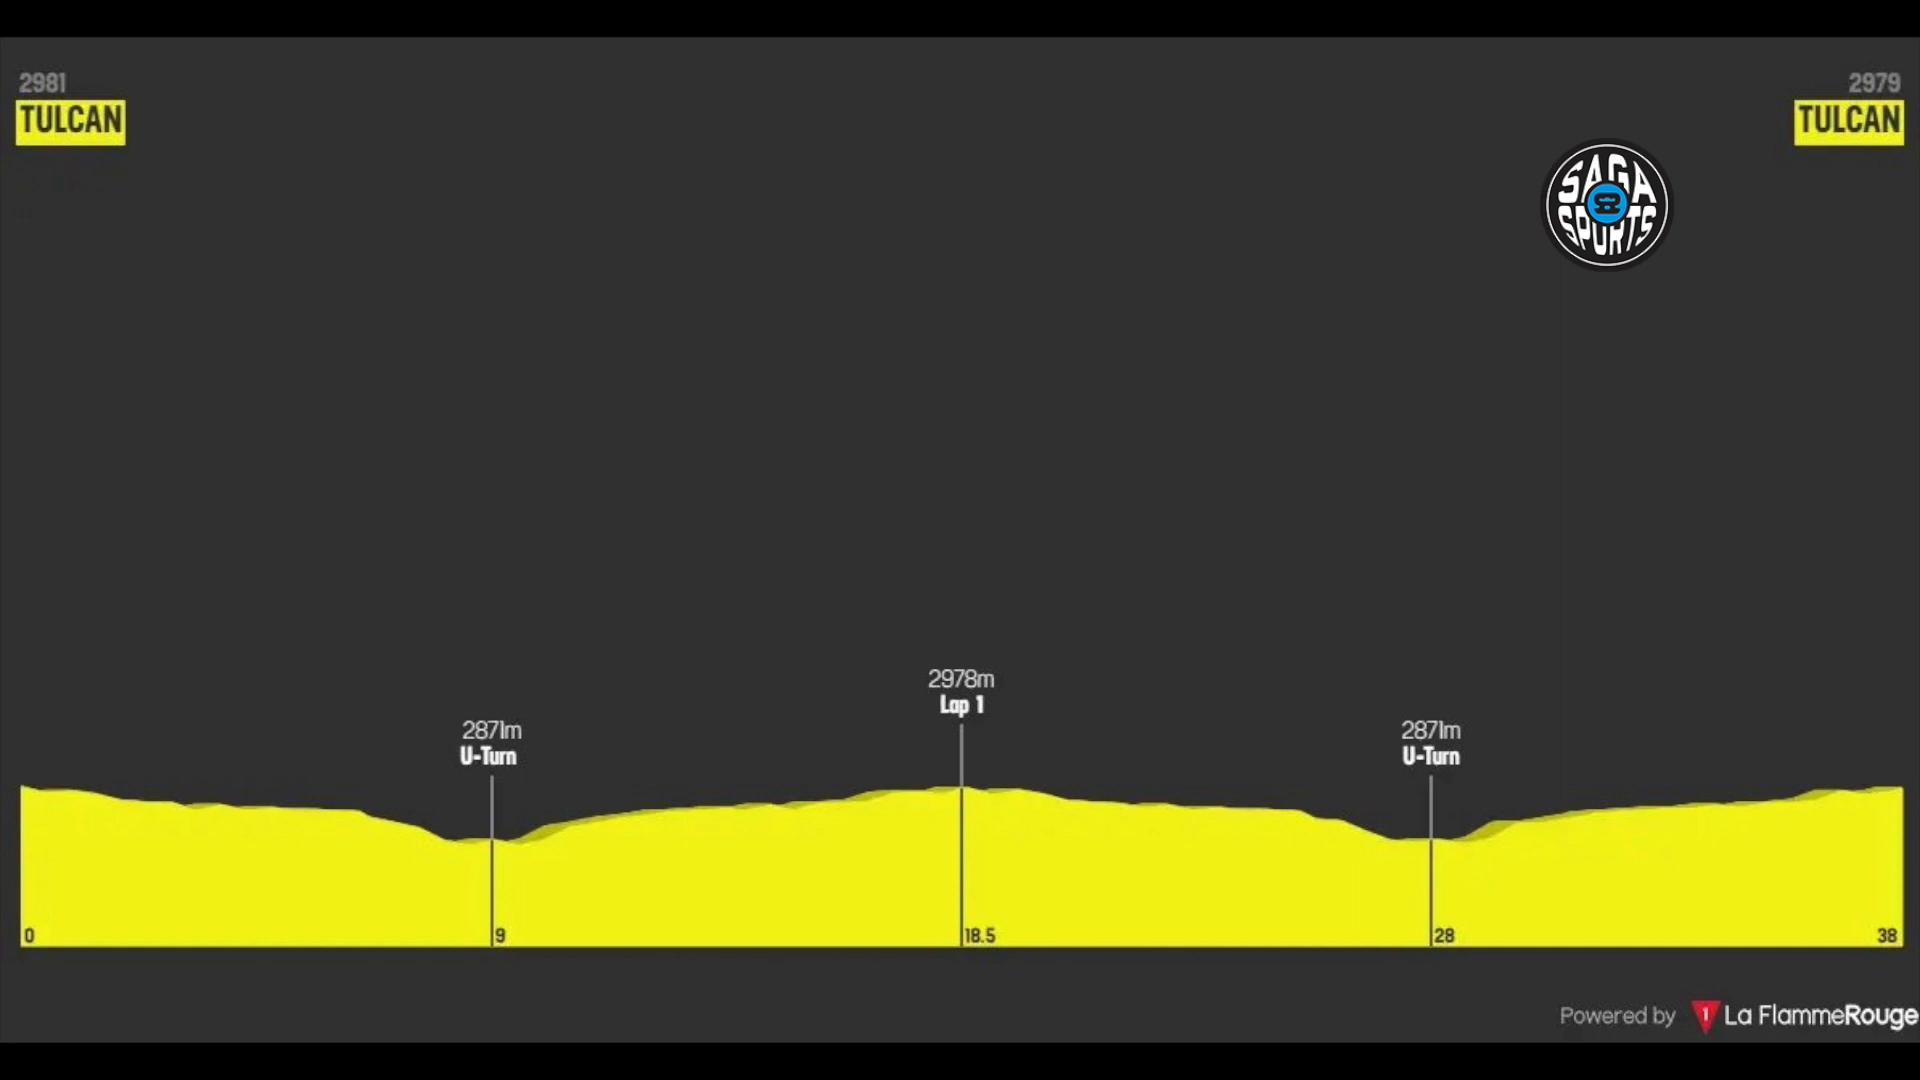 2981
TULCAN
2979
TULCAN
SAGA
SPORTS
2978m
Lap 1
2871m
U-Turn
2871m
U-Turn
0
9
18.5
28
38
Powered by
1
La FlammeRouge